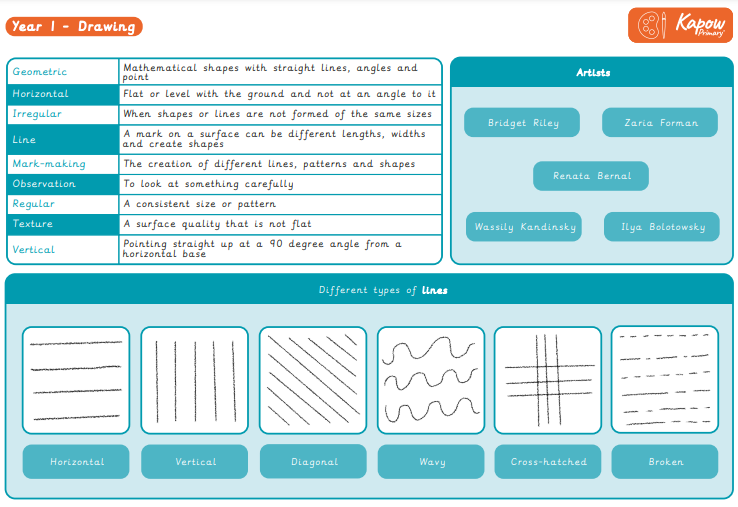 Year 1 - Drawing
Kapow
Primary
Geometric
Mathematical shapes with straight lines, angles and
point
Horizontal
Flat or level with the ground and not at an angle to it
Irregular
When shapes or lines are not formed of the same sizes
Line
A mark on a surface can be different lengths, widths
and create shapes
Mark-making
The creation of different lines, patterns and shapes
Observation
To look at something carefully
Regular
A consistent size or pattern
Texture
A surface quality that is not flat
Vertical
Pointing straight up at a 90 degree angle from a
horizontal base
Artists
Bridget Riley
Zaria Forman
Renata Bernal
Wassily Kandinsky
Ilya Bolotowsky
Different types of lines
Horizontal
Vertical
Diagonal
Wavy
Cross-hatched
Broken